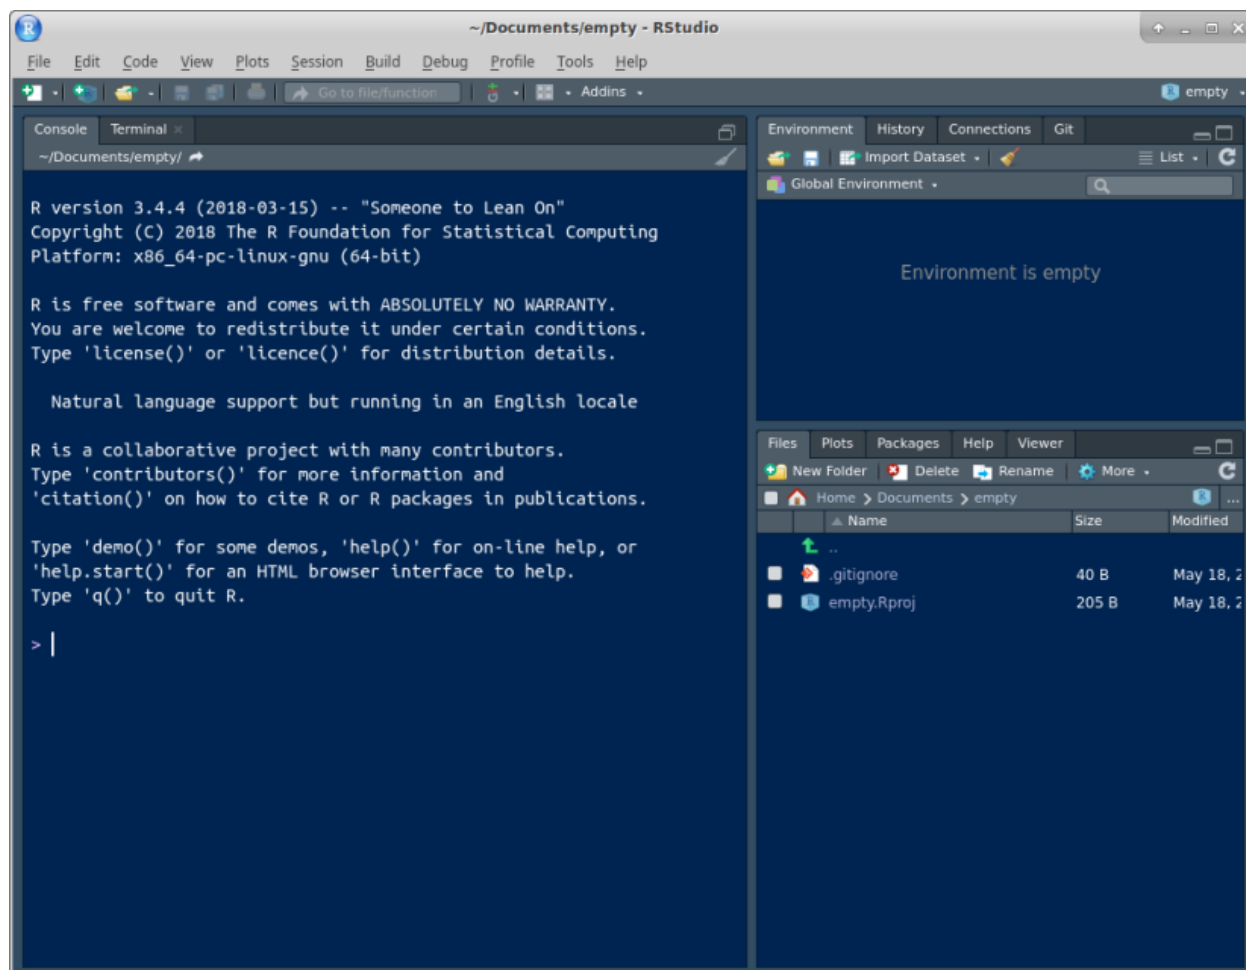 ~/Documents/empty - RStudio
File Edit Code View Plots Session Build Debug Profile Tools Help
Go to file/function Addins empty
Console Terminal
~/Documents/empty/
R version 3.4.4 (2018-03-15) -- "Someone to Lean On"
Copyright (C) 2018 The R Foundation for Statistical Computing
Platform: x86_64-pc-linux-gnu (64-bit)
R is free software and comes with ABSOLUTELY NO WARRANTY.
You are welcome to redistribute it under certain conditions.
Type 'license()' or 'licence()' for distribution details.
Natural language support but running in an English locale
R is a collaborative project with many contributors.
Type 'contributors()' for more information and
'citation()' on how to cite R or R packages in publications.
Type 'demo()' for some demos, 'help()' for on-line help, or
'help.start()' for an HTML browser interface to help.
Type 'q()' to quit R.
>
Environment History Connections Git
Import Dataset List
Global Environment
Environment is empty
Files Plots Packages Help Viewer
New Folder Delete Rename More
Home > Documents > empty ...
Name Size Modified
..
.gitignore 40 B May 18, 2
empty.Rproj 205 B May 18, 2